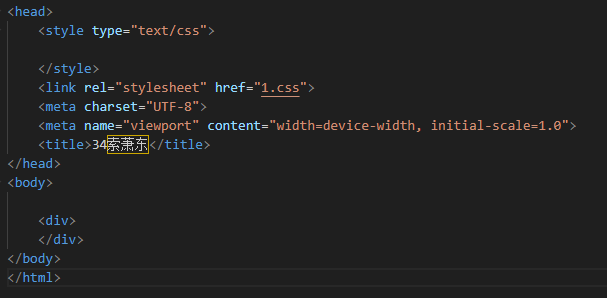 <head>
<style type="text/css">
</style>
<link rel="stylesheet" href="1.css">
<meta charset="UTF-8">
<meta name="viewport" content="width=device-width, initial-scale=1.0">
<title>34索萧东</title>
</head>
<body>
<div>
</div>
</body>
</html>